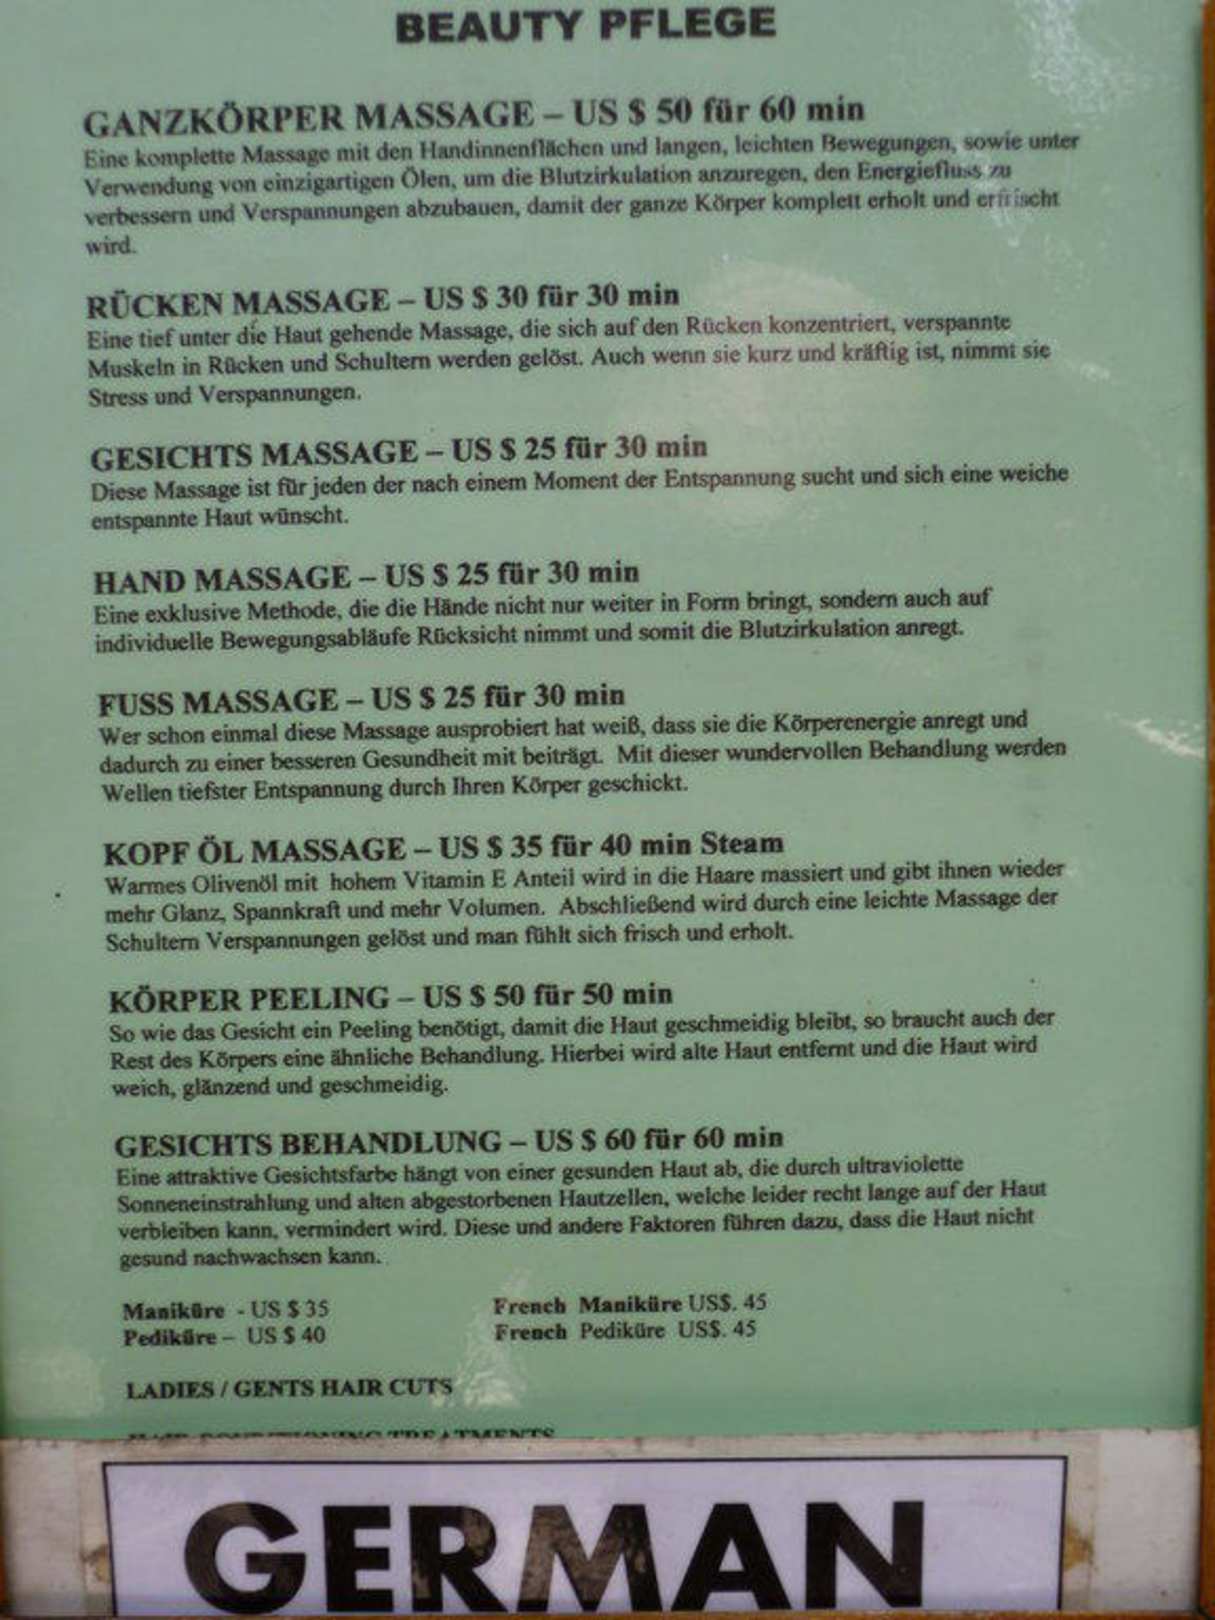 BEAUTY PFLEGE
GANZKÖRPER MASSAGE – US $ 50 für 60 min
Eine komplette Massage mit den Handinnenflächen und langen, leichten Bewegungen, sowie unter
Verwendung von einzigartigen Ölen, um die Blutzirkulation anzuregen, den Energiefluss zu
verbessern und Verspannungen abzubauen, damit der ganze Körper komplett erholt und erfrischt
wird.
RÜCKEN MASSAGE – US $ 30 für 30 min
Eine tief unter die Haut gehende Massage, die sich auf den Rücken konzentriert, verspannte
Muskeln in Rücken und Schultern werden gelöst. Auch wenn sie kurz und kräftig ist, nimmt sie
Stress und Verspannungen.
GESICHTS MASSAGE – US $ 25 für 30 min
Diese Massage ist für jeden der nach einem Moment der Entspannung sucht und sich eine weiche
entspannte Haut wünscht.
HAND MASSAGE – US $ 25 für 30 min
Eine exklusive Methode, die die Hände nicht nur weiter in Form bringt, sondern auch auf
individuelle Bewegungsabläufe Rücksicht nimmt und somit die Blutzirkulation anregt.
FUSS MASSAGE – US $ 25 für 30 min
Wer schon einmal diese Massage ausprobiert hat weiß, dass sie die Körperenergie anregt und
dadurch zu einer besseren Gesundheit mit beiträgt. Mit dieser wundervollen Behandlung werden
Wellen tiefster Entspannung durch Ihren Körper geschickt.
KOPF ÖL MASSAGE – US $ 35 für 40 min Steam
Warmes Olivenöl mit hohem Vitamin E Anteil wird in die Haare massiert und gibt ihnen wieder
mehr Glanz, Spannkraft und mehr Volumen. Abschließend wird durch eine leichte Massage der
Schultern Verspannungen gelöst und man fühlt sich frisch und erholt.
KÖRPER PEELING – US $ 50 für 50 min
So wie das Gesicht ein Peeling benötigt, damit die Haut geschmeidig bleibt, so braucht auch der
Rest des Körpers eine ähnliche Behandlung. Hierbei wird alte Haut entfernt und die Haut wird
weich, glänzend und geschmeidig.
GESICHTS BEHANDLUNG – US $ 60 für 60 min
Eine attraktive Gesichtsfarbe hängt von einer gesunden Haut ab, die durch ultraviolette
Sonneneinstrahlung und alten abgestorbenen Hautzellen, welche leider recht lange auf der Haut
verbleiben kann, vermindert wird. Diese und andere Faktoren führen dazu, dass die Haut nicht
gesund nachwachsen kann.
Maniküre - US $ 35 French Maniküre US$. 45
Pediküre – US $ 40 French Pediküre US$. 45
LADIES / GENTS HAIR CUTS
HAIR CONDITIONING TREATMENTS
GERMAN